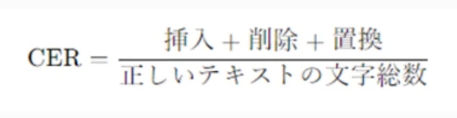 CER = 挿入 + 削除 + 置換
正しいテキストの文字総数